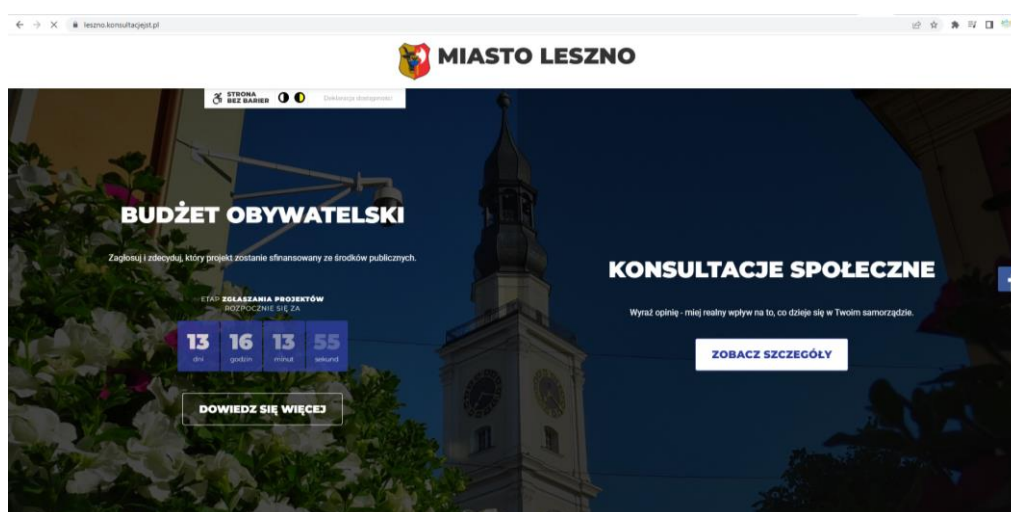 leszno.konsultacjejst.pl
MIASTO LESZNO
STRONA
BEZ BARIER
Deklaracja dostępności
BUDŻET OBYWATELSKI
Zagłosuj i zdecyduj, który projekt zostanie sfinansowany ze środków publicznych.
ETAP ZGŁASZANIA PROJEKTÓW
ROZPOCZNIE SIĘ ZA
13 16 13 55
dni godzin minut sekund
DOWIEDZ SIĘ WIĘCEJ
KONSULTACJE SPOŁECZNE
Wyraź opinię - miej realny wpływ na to, co dzieje się w Twoim samorządzie.
ZOBACZ SZCZEGÓŁY